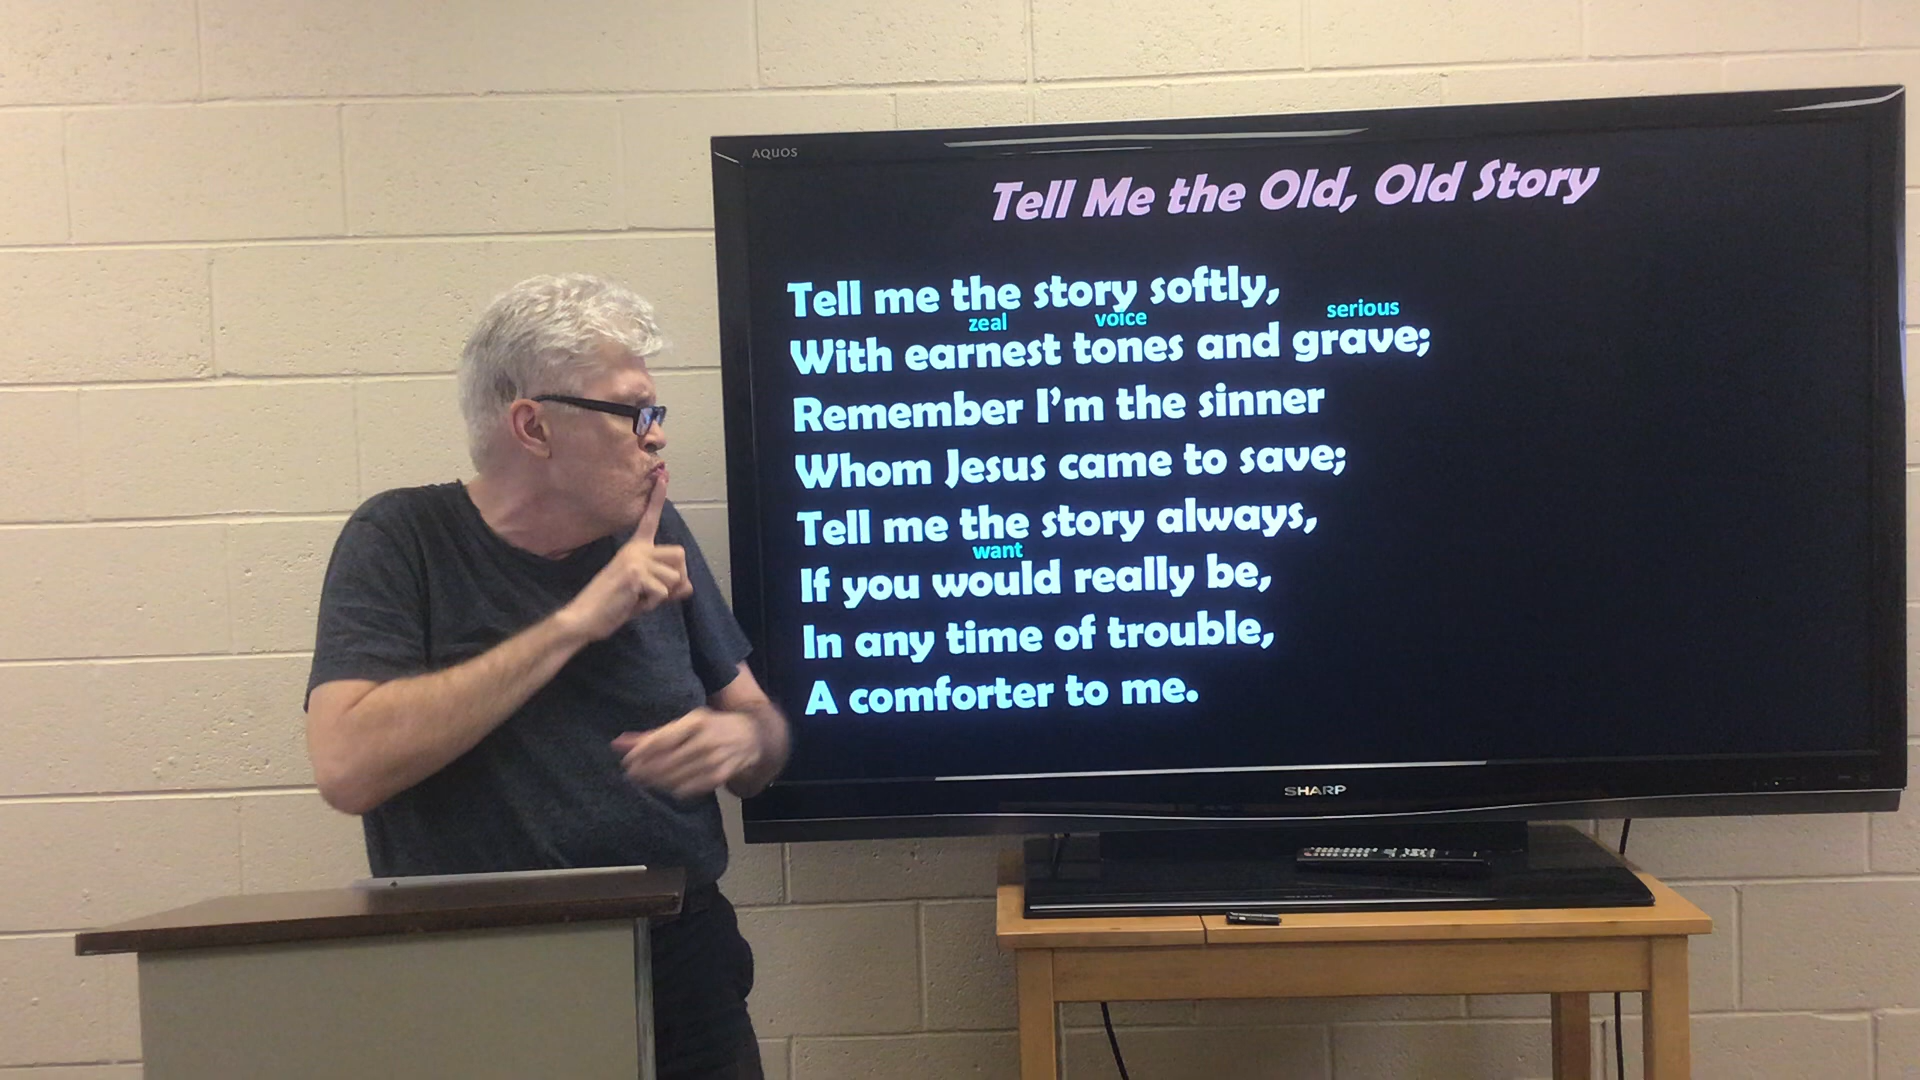 AQUOS
Tell Me the Old, Old Story
Tell me the story softly,
zeal voice serious
With earnest tones and grave;
Remember I'm the sinner
Whom Jesus came to save;
Tell me the story always,
want
If you would really be,
In any time of trouble,
A comforter to me.
SHARP